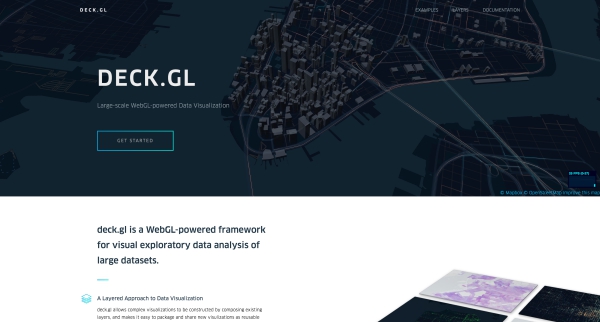 DECK.GL
EXAMPLES LAYERS DOCUMENTATION
DECK.GL
Large-scale WebGL-powered Data Visualization
GET STARTED
© Mapbox © OpenStreetMap Improve this map
deck.gl is a WebGL-powered framework
for visual exploratory data analysis of
large datasets.
A Layered Approach to Data Visualization
deck.gl allows complex visualizations to be constructed by composing existing
layers, and makes it easy to package and share new visualizations as reusable